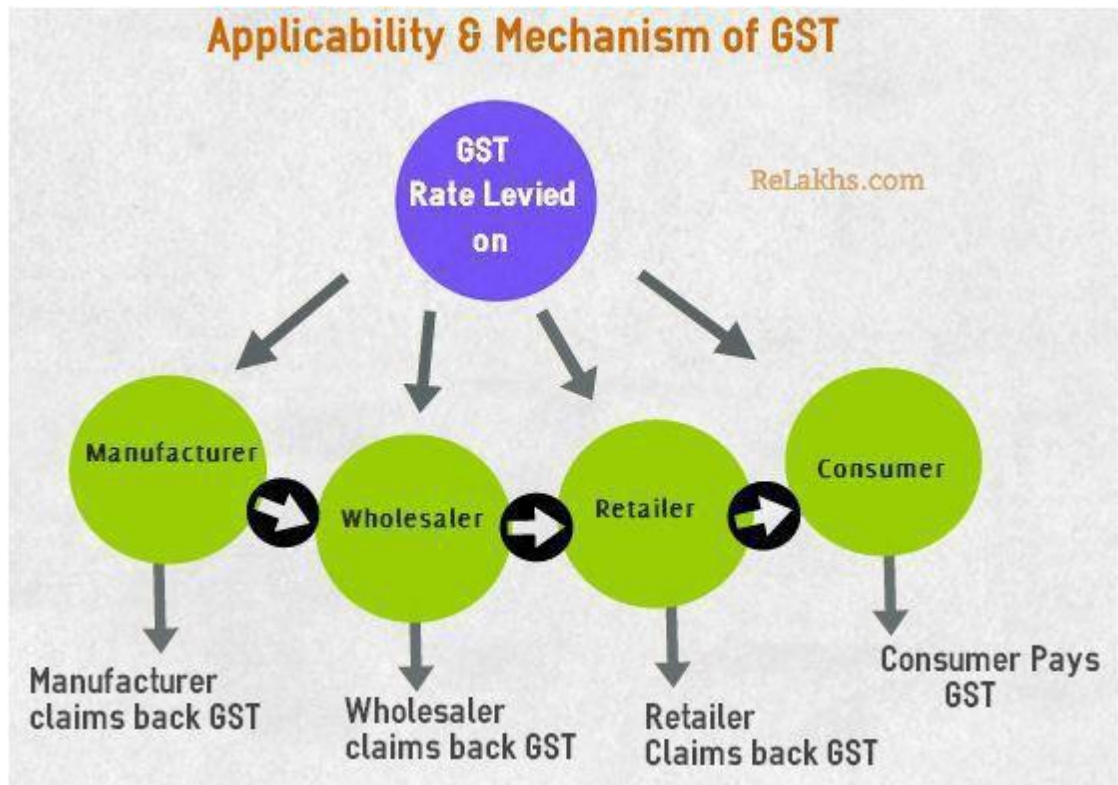 Applicability & Mechanism of GST
GST
Rate Levied
on
ReLakhs.com
Manufacturer
Wholesaler
Retailer
Consumer
Manufacturer
claims back GST
Wholesaler
claims back GST
Retailer
Claims back GST
Consumer Pays
GST